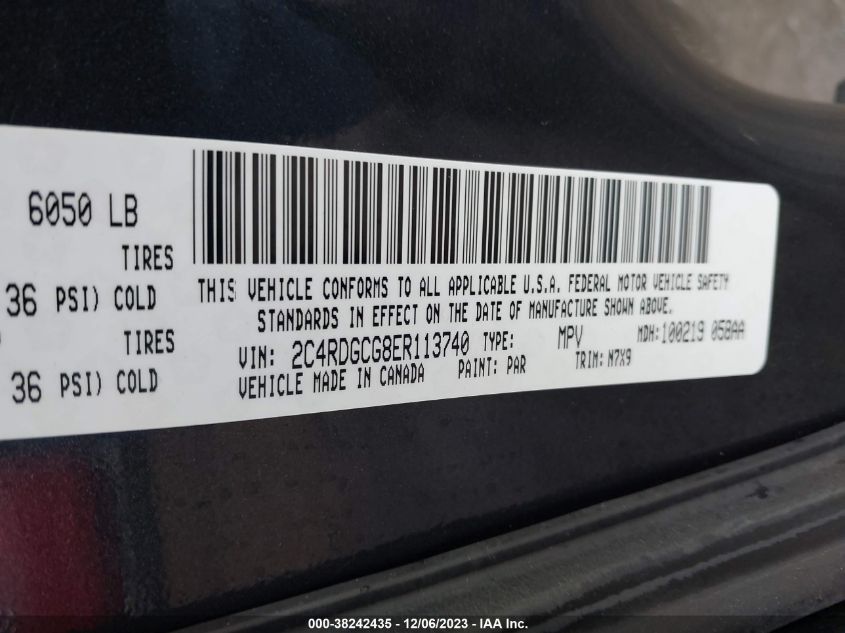 6050 LB
TIRES
36 PSI) COLD
TIRES
36 PSI) COLD
THIS VEHICLE CONFORMS TO ALL APPLICABLE U.S.A. FEDERAL MOTOR VEHICLE SAFETY
STANDARDS IN EFFECT ON THE DATE OF MANUFACTURE SHOWN ABOVE.
VIN: 2C4RDGCG8ER113740 TYPE: MPV MDH: 100219 058AA
VEHICLE MADE IN CANADA PAINT: PAR TRIM: N7X9
000-38242435 - 12/06/2023 - IAA Inc.